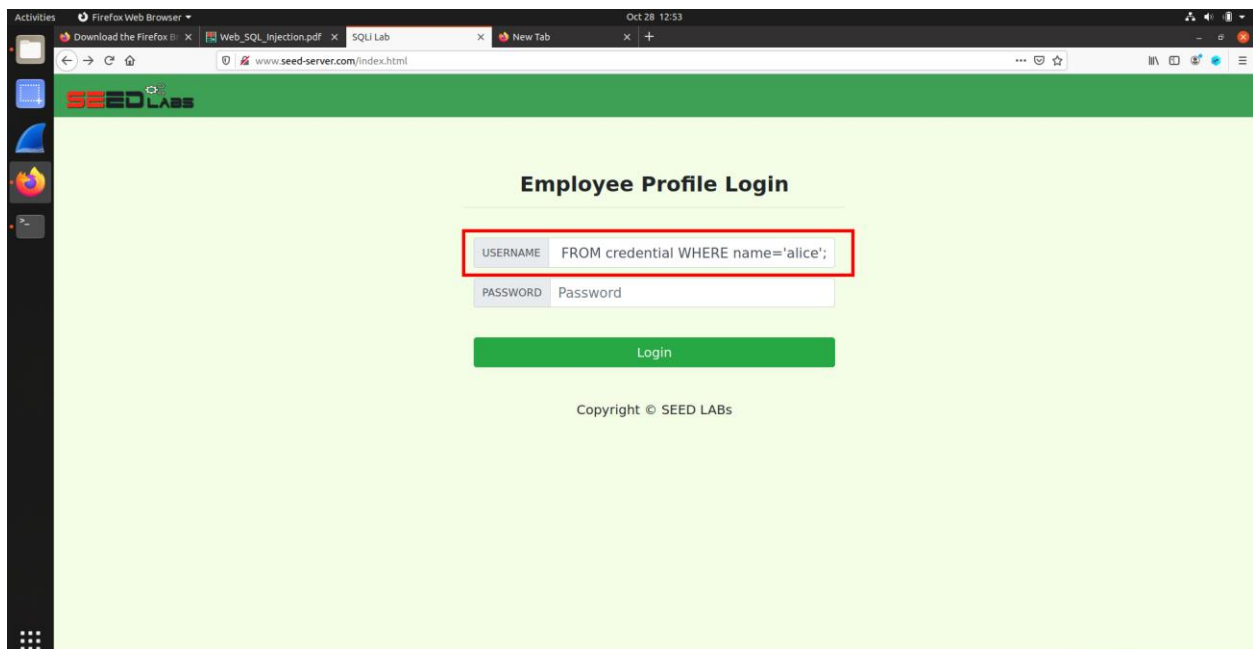 Activities Firefox Web Browser Oct 28 12:53
Download the Firefox Br Web_SQL_Injection.pdf SQLi Lab New Tab
www.seed-server.com/index.html
SEED LABS
Employee Profile Login
USERNAME FROM credential WHERE name='alice';
PASSWORD Password
Login
Copyright © SEED LABs